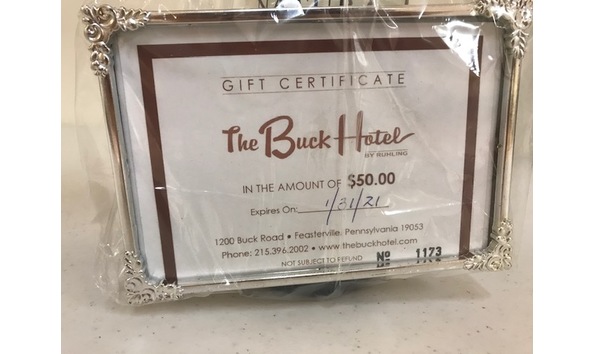 GIFT CERTIFICATE
The Buck Hotel
BY RUHLING
IN THE AMOUNT OF $50.00
Expires On: 1/31/21
1200 Buck Road • Feasterville, Pennsylvania 19053
Phone: 215.396.2002 • www.thebuckhotel.com
NOT SUBJECT TO REFUND No 1173